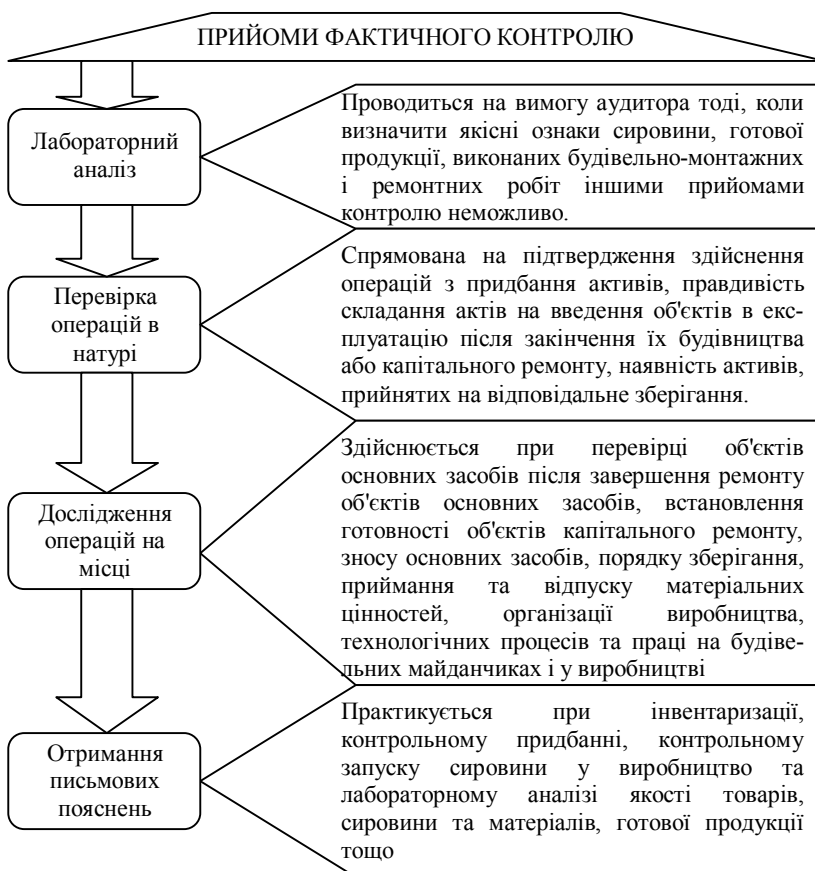 ПРИЙОМИ ФАКТИЧНОГО КОНТРОЛЮ
Лабораторний
аналіз
Проводиться на вимогу аудитора тоді, коли
визначити якісні ознаки сировини, готової
продукції, виконаних будівельно-монтажних
і ремонтних робіт іншими прийомами
контролю неможливо.
Перевірка
операцій в
натурі
Спрямована на підтвердження здійснення
операцій з придбання активів, правдивість
складання актів на введення об'єктів в екс-
плуатацію після закінчення їх будівництва
або капітального ремонту, наявність активів,
прийнятих на відповідальне зберігання.
Дослідження
операцій на
місці
Здійснюється при перевірці об'єктів
основних засобів після завершення ремонту
об'єктів основних засобів, встановлення
готовності об'єктів капітального ремонту,
зносу основних засобів, порядку зберігання,
приймання та відпуску матеріальних
цінностей, організації виробництва,
технологічних процесів та праці на будіве-
льних майданчиках і у виробництві
Отримання
письмових
пояснень
Практикується при інвентаризації,
контрольному придбанні, контрольному
запуску сировини у виробництво та
лабораторному аналізі якості товарів,
сировини та матеріалів, готової продукції
тощо